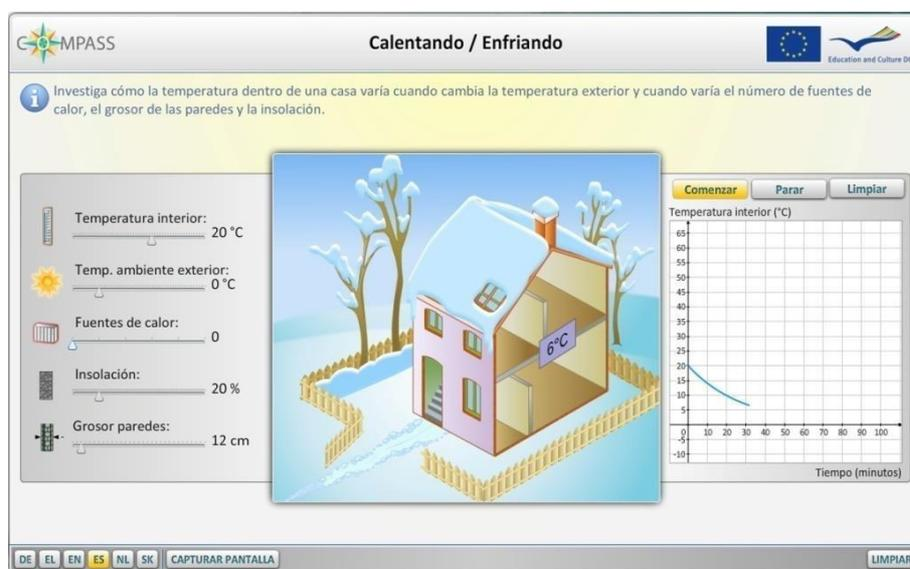 COMPASS
Calentando / Enfriando
Education and Culture DG
Investiga cómo la temperatura dentro de una casa varía cuando cambia la temperatura exterior y cuando varía el número de fuentes de
calor, el grosor de las paredes y la insolación.
Temperatura interior:
20 °C
Temp. ambiente exterior:
0 °C
Fuentes de calor:
0
Insolación:
20 %
Grosor paredes:
12 cm
6°C
Comenzar Parar Limpiar
Temperatura interior (°C)
65
60
55
50
45
40
35
30
25
20
15
10
5
0 10 20 30 40 50 60 70 80 90 100
-5
-10
Tiempo (minutos)
DE EL EN ES NL SK CAPTURAR PANTALLA LIMPIAR